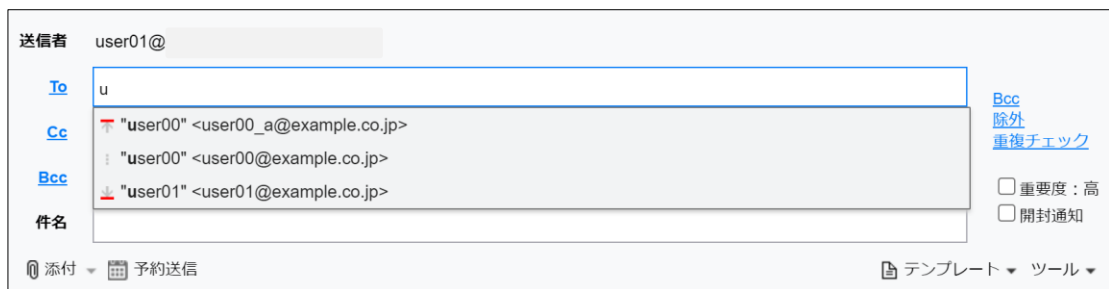 送信者 user01@
To u
Bcc
Cc "user00" <user00_a@example.co.jp>
除外
重複チェック
"user00" <user00@example.co.jp>
Bcc "user01" <user01@example.co.jp>
重要度：高
件名
開封通知
添付 予約送信 テンプレート ツール